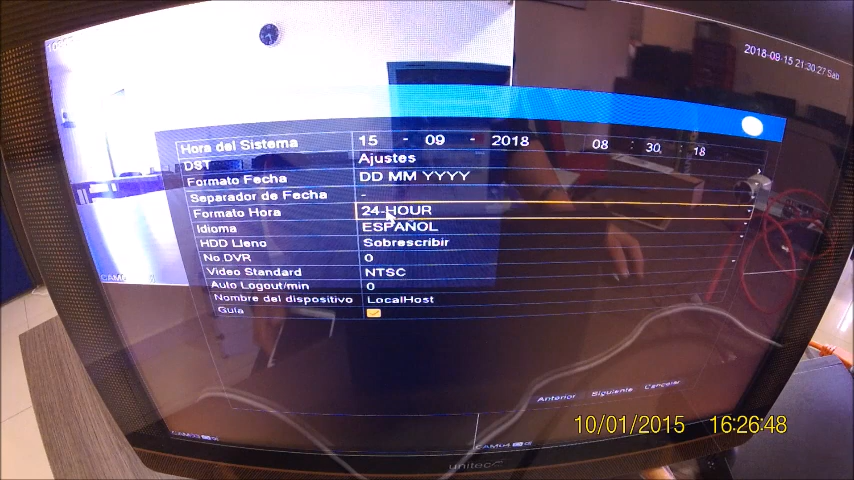 2018-09-15 21:30:27 Sab
Hora del Sistema 15 - 09 - 2018 08 : 30 : 18
DST Ajustes
Formato Fecha DD MM YYYY
Separador de Fecha -
Formato Hora 24-HOUR
Idioma ESPAÑOL
HDD Lleno Sobrescribir
No.DVR 0
Video Standard NTSC
Auto Logout/min 0
Nombre del dispositivo LocalHost
Guia
Anterior Siguiente Cancelar
10/01/2015 16:26:48
CAM03
CAM04
unitec